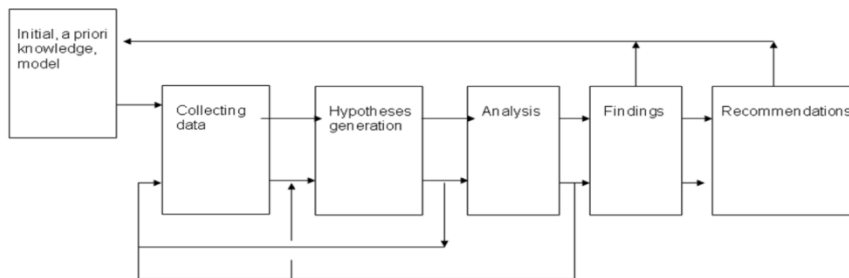 Initial, a priori
knowledge,
model
Collecting
data
Hypotheses
generation
Analysis
Findings
Recommendations